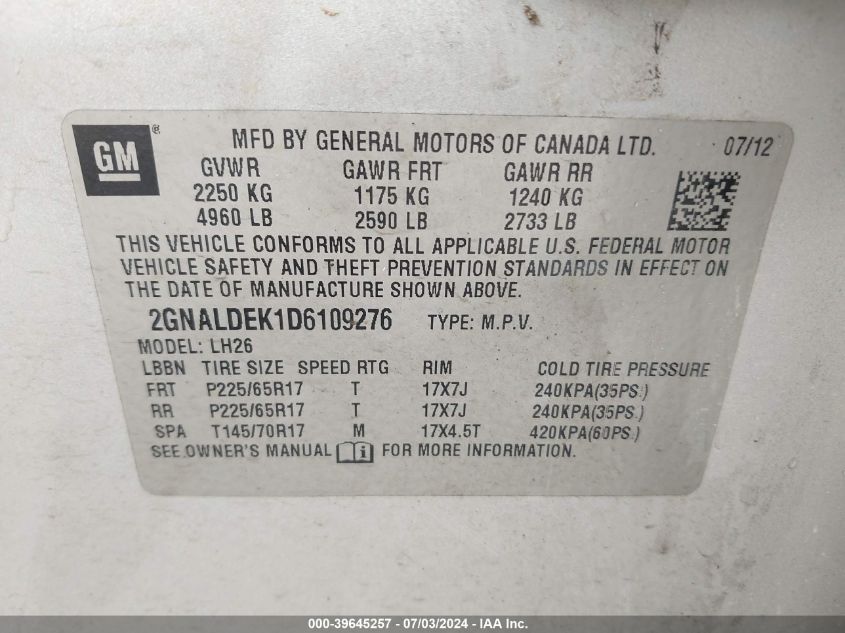 GM ®
MFD BY GENERAL MOTORS OF CANADA LTD. 07/12
GVWR GAWR FRT GAWR RR
2250 KG 1175 KG 1240 KG
4960 LB 2590 LB 2733 LB
THIS VEHICLE CONFORMS TO ALL APPLICABLE U.S. FEDERAL MOTOR
VEHICLE SAFETY AND THEFT PREVENTION STANDARDS IN EFFECT ON
THE DATE OF MANUFACTURE SHOWN ABOVE.
2GNALDEK1D6109276 TYPE: M.P.V.
MODEL: LH26
LBBN TIRE SIZE SPEED RTG RIM COLD TIRE PRESSURE
FRT P225/65R17 T 17X7J 240KPA(35PS.)
RR P225/65R17 T 17X7J 240KPA(35PS.)
SPA T145/70R17 M 17X4.5T 420KPA(60PS.)
SEE OWNER'S MANUAL i FOR MORE INFORMATION.
000-39645257 - 07/03/2024 - IAA Inc.